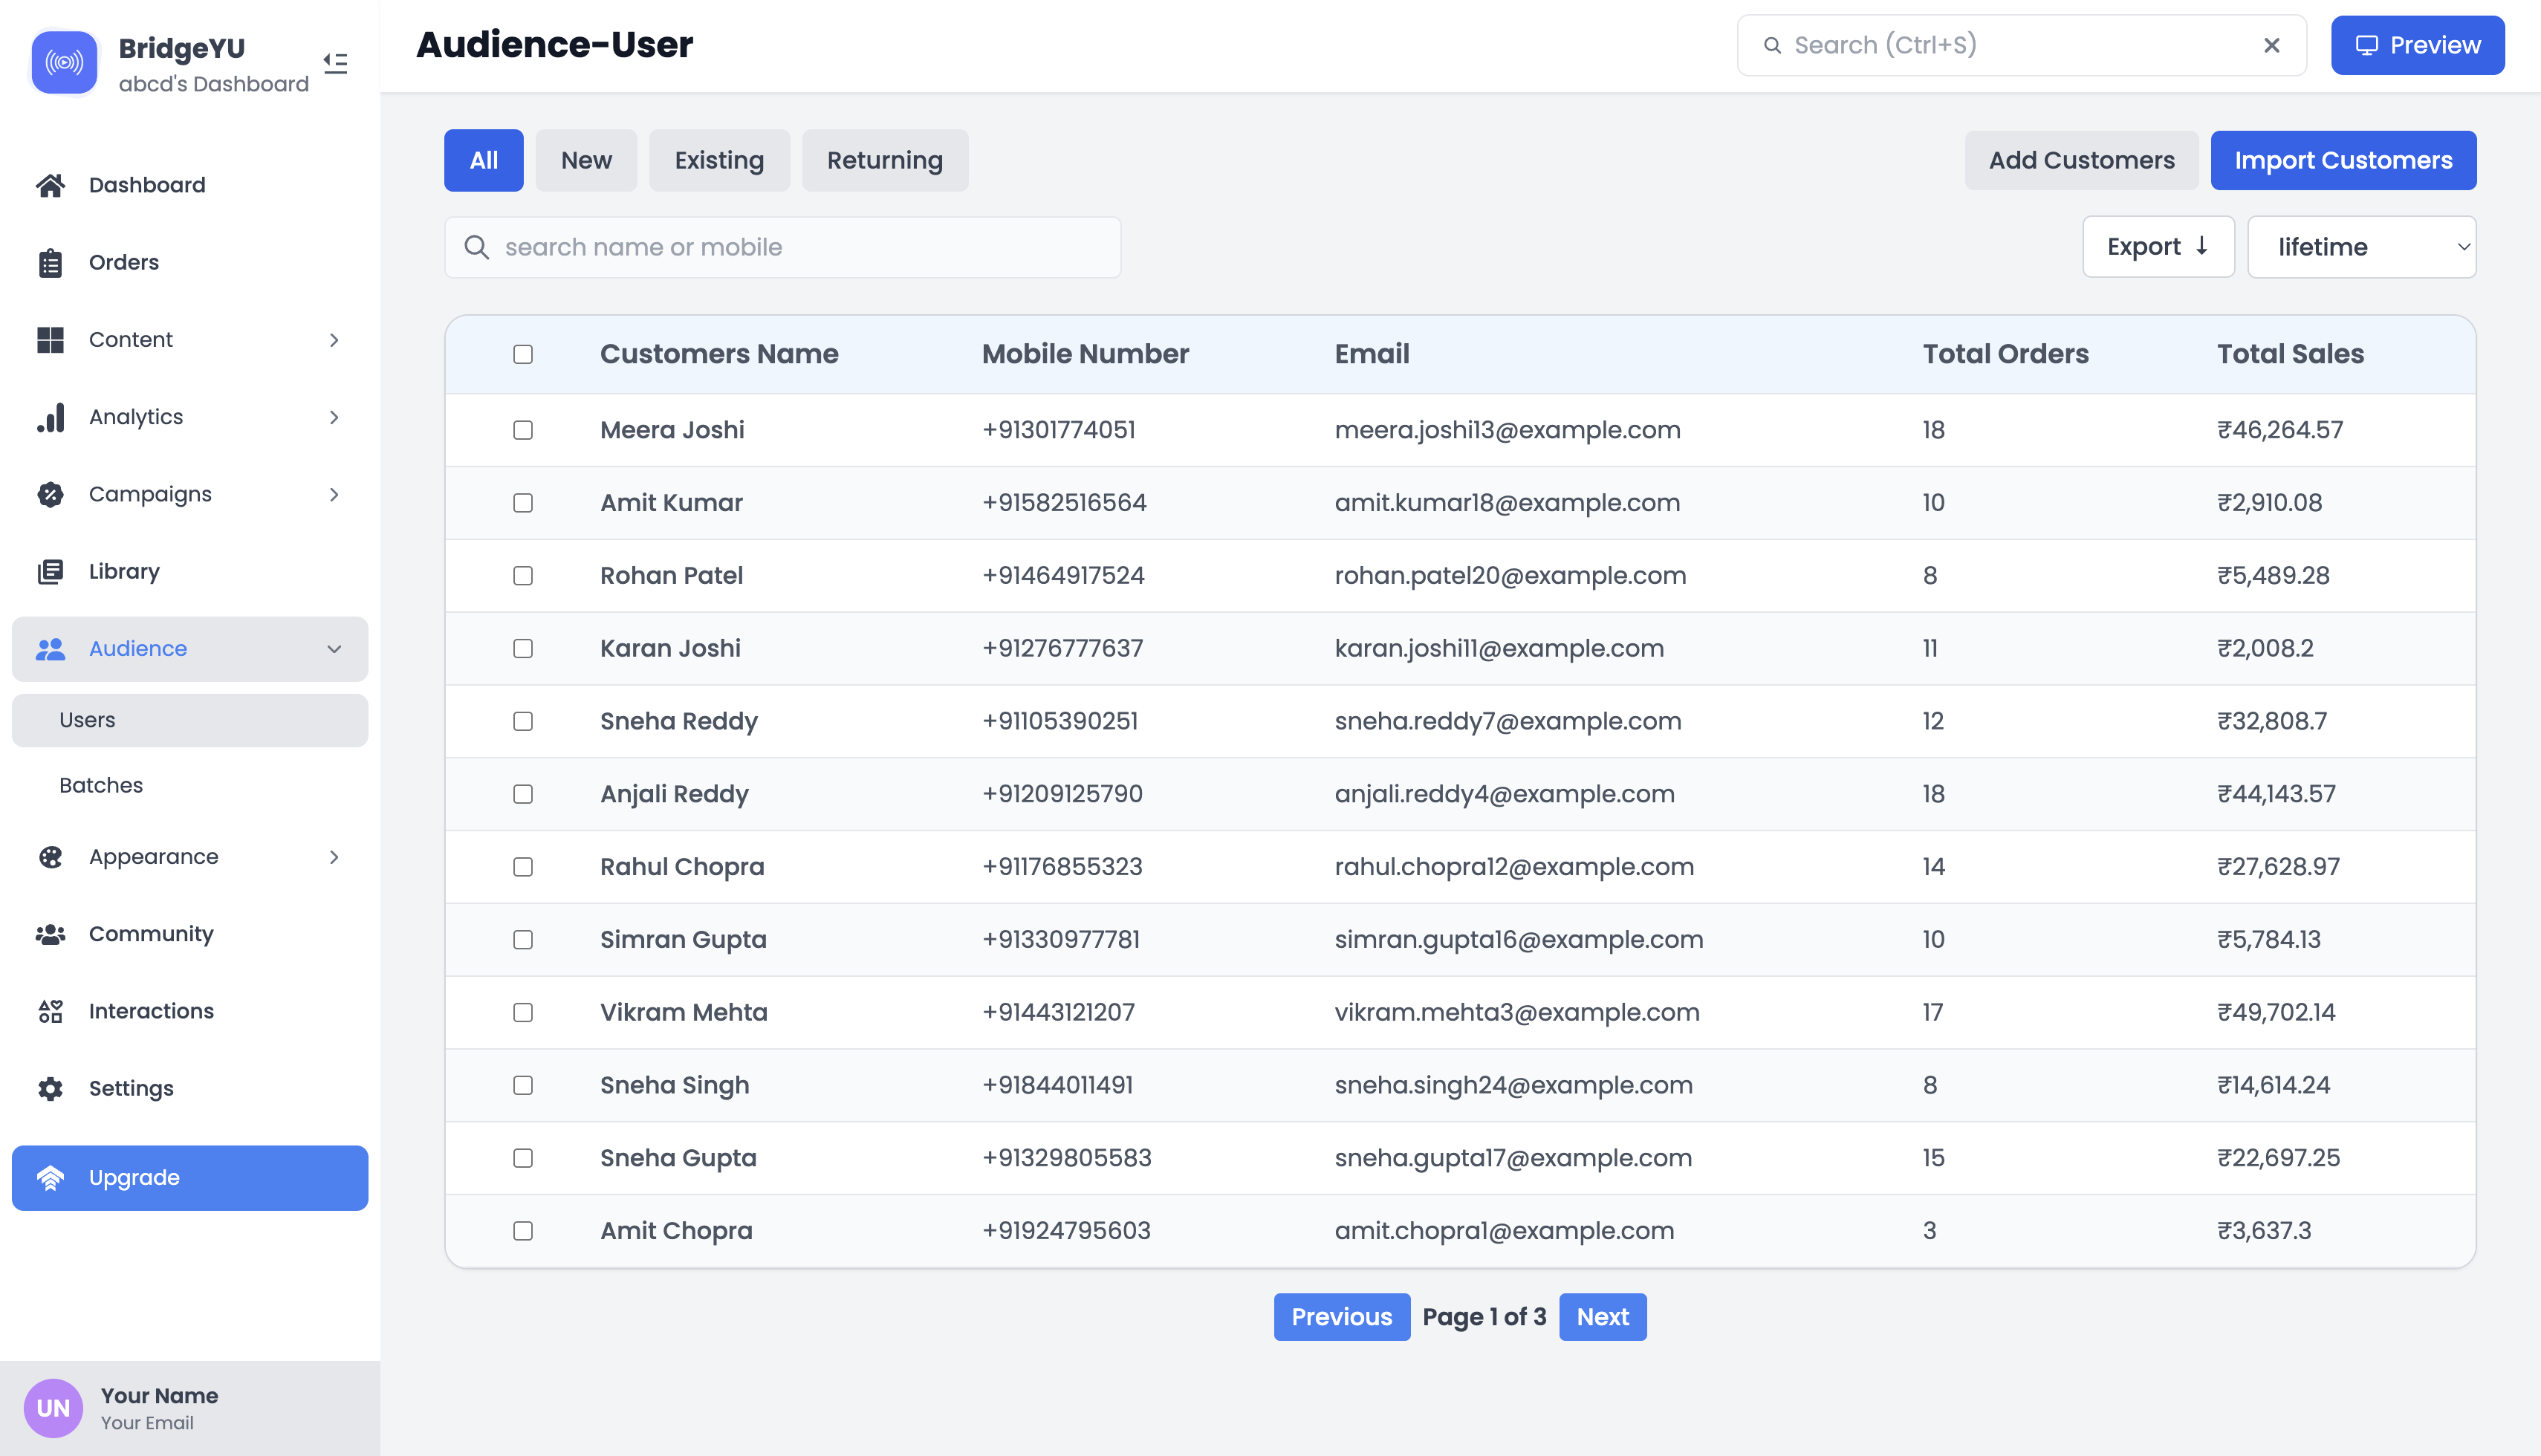 BridgeYU
abcd's Dashboard
Dashboard
Orders
Content
Analytics
Campaigns
Library
Audience
Users
Batches
Appearance
Community
Interactions
Settings
Upgrade
UN
Your Name
Your Email
Audience-User
Search (Ctrl+S)
Preview
All New Existing Returning
Add Customers Import Customers
search name or mobile
Export lifetime
Customers Name Mobile Number Email Total Orders Total Sales
Meera Joshi +91301774051 meera.joshi13@example.com 18 ₹46,264.57
Amit Kumar +91582516564 amit.kumar18@example.com 10 ₹2,910.08
Rohan Patel +91464917524 rohan.patel20@example.com 8 ₹5,489.28
Karan Joshi +91276777637 karan.joshi11@example.com 11 ₹2,008.2
Sneha Reddy +91105390251 sneha.reddy7@example.com 12 ₹32,808.7
Anjali Reddy +91209125790 anjali.reddy4@example.com 18 ₹44,143.57
Rahul Chopra +91176855323 rahul.chopra12@example.com 14 ₹27,628.97
Simran Gupta +91330977781 simran.gupta16@example.com 10 ₹5,784.13
Vikram Mehta +91443121207 vikram.mehta3@example.com 17 ₹49,702.14
Sneha Singh +91844011491 sneha.singh24@example.com 8 ₹14,614.24
Sneha Gupta +91329805583 sneha.gupta17@example.com 15 ₹22,697.25
Amit Chopra +91924795603 amit.chopra1@example.com 3 ₹3,637.3
Previous Page 1 of 3 Next